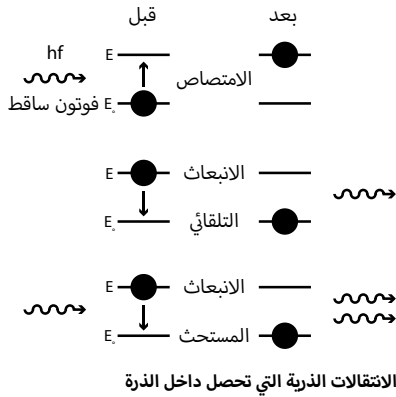 قبل بعد
hf E
الامتصاص
فوتون ساقط E˳
E الانبعاث
E˳ التلقائي
E الانبعاث
E˳ المستحث
الانتقالات الذرية التي تحصل داخل الذرة